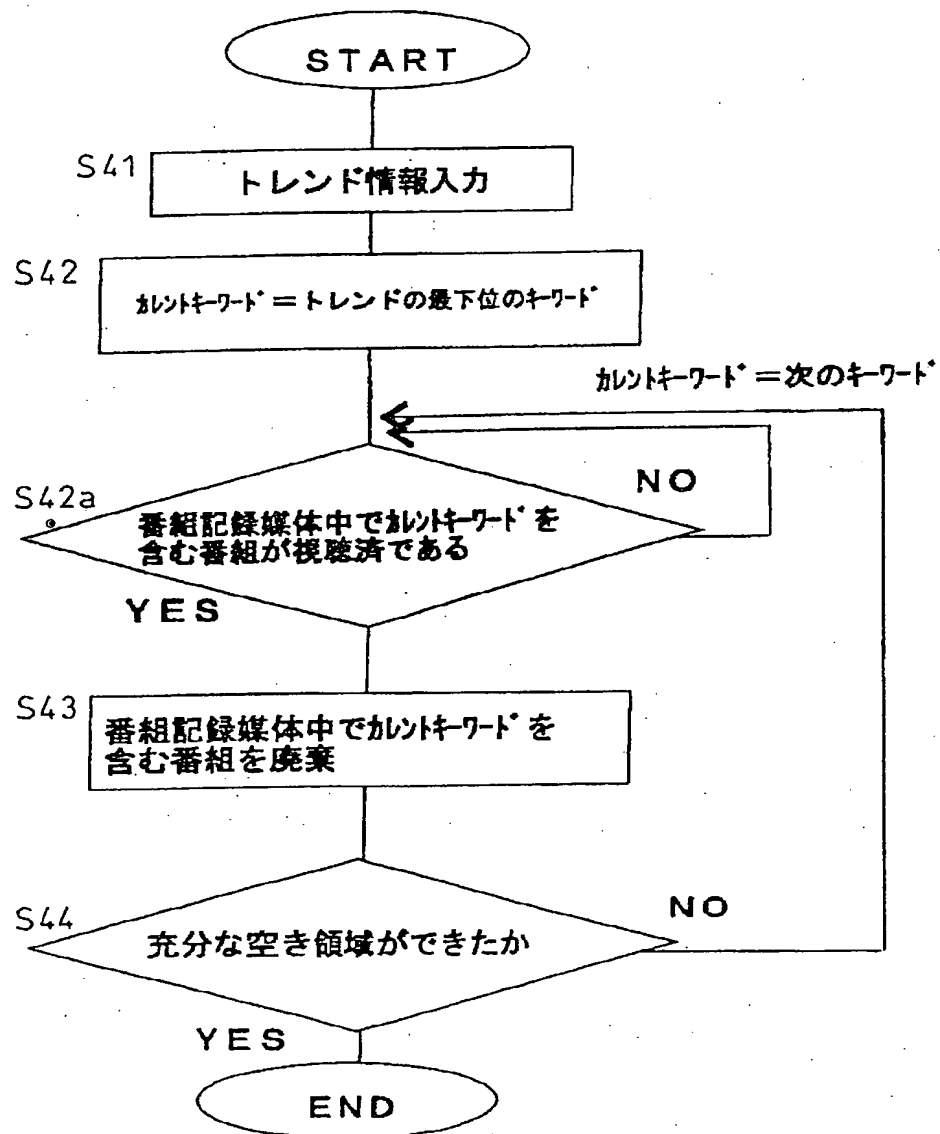 START
S41
トレンド情報入力
S42
カレントキーワード＝トレンドの最下位のキーワード
カレントキーワード＝次のキーワード
S42a
NO
番組記録媒体中でカレントキーワードを
含む番組が視聴済である
YES
S43
番組記録媒体中でカレントキーワードを
含む番組を廃棄
S44
NO
充分な空き領域ができたか
YES
END